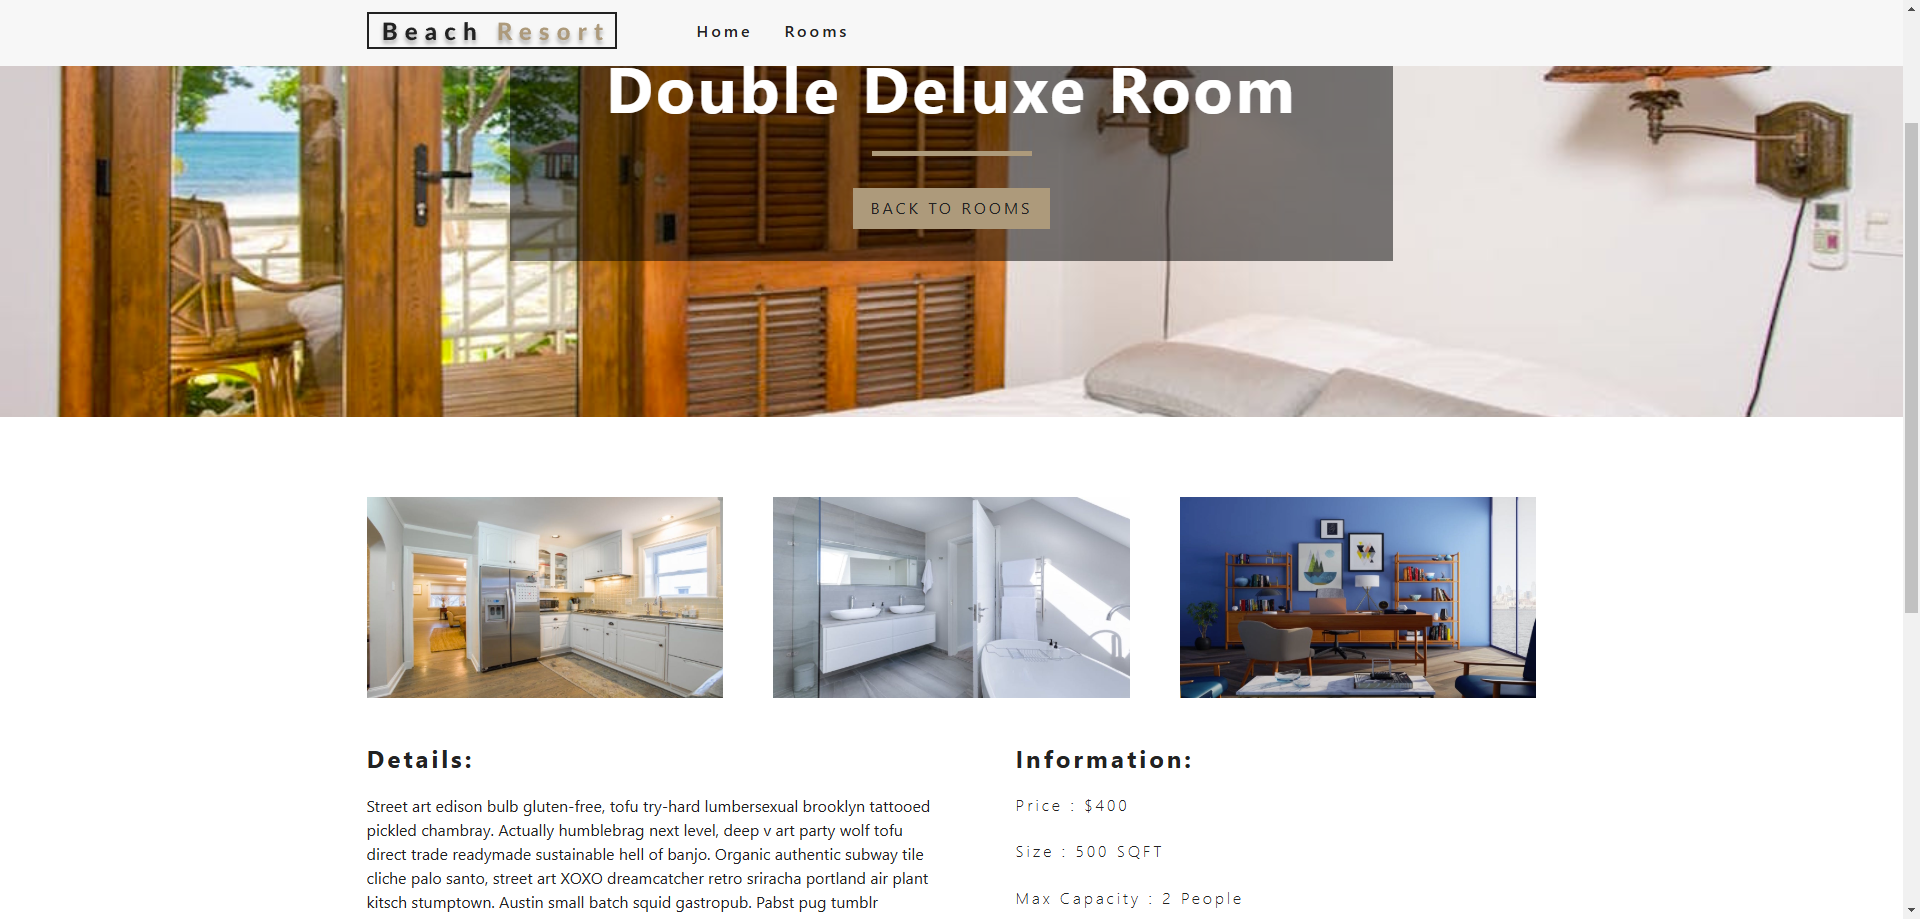 Beach Resort
Home
Rooms
Double Deluxe Room
BACK TO ROOMS
Details:
Street art edison bulb gluten-free, tofu try-hard lumbersexual brooklyn tattooed
pickled chambray. Actually humblebrag next level, deep v art party wolf tofu
direct trade readymade sustainable hell of banjo. Organic authentic subway tile
cliche palo santo, street art XOXO dreamcatcher retro sriracha portland air plant
kitsch stumptown. Austin small batch squid gastropub. Pabst pug tumblr
Information:
Price : $400
Size : 500 SQFT
Max Capacity : 2 People